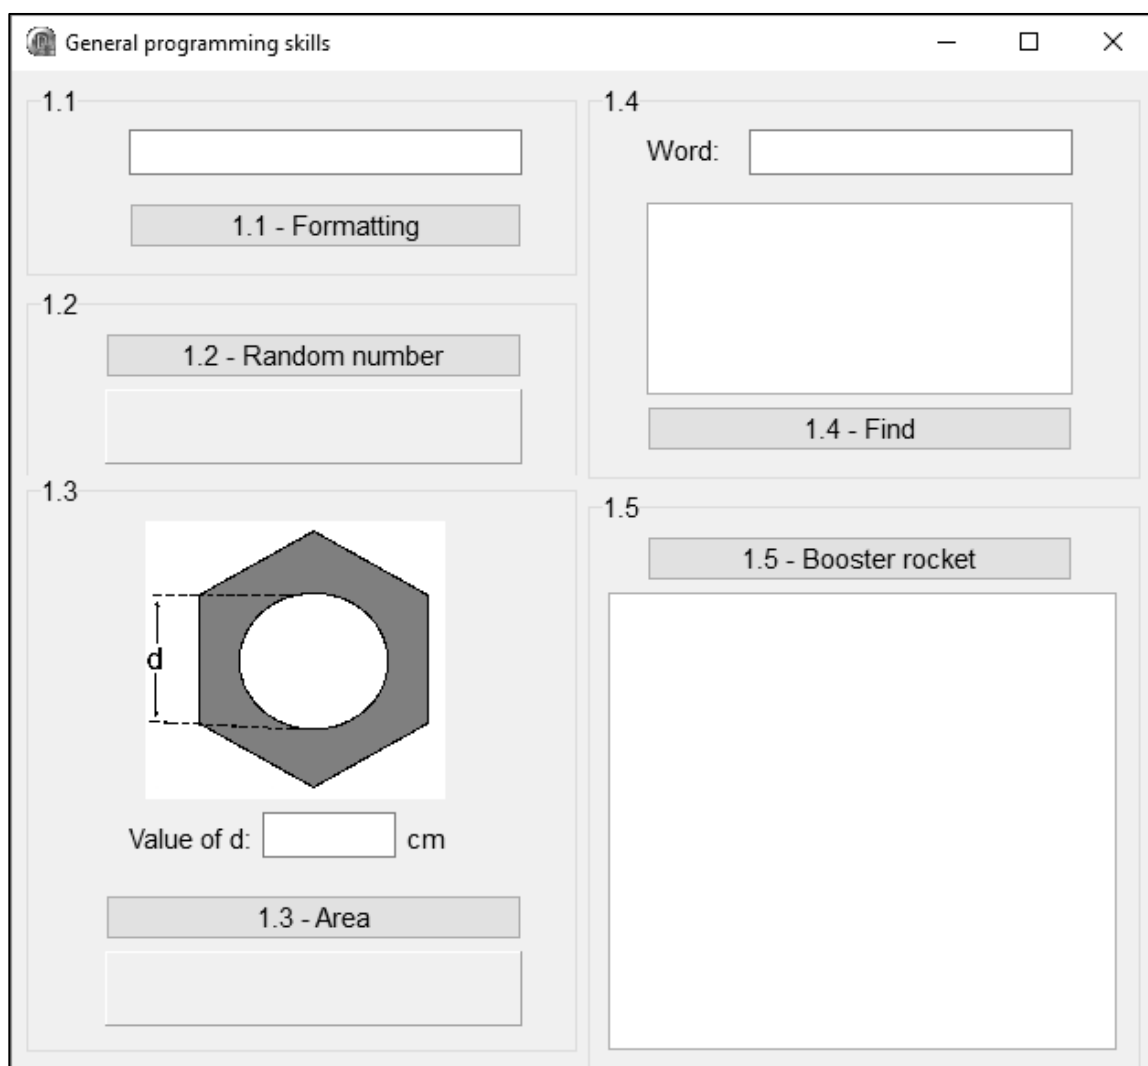 General programming skills
1.1
1.1 - Formatting
1.2
1.2 - Random number
1.3
d
Value of d:
cm
1.3 - Area
1.4
Word:
1.4 - Find
1.5
1.5 - Booster rocket